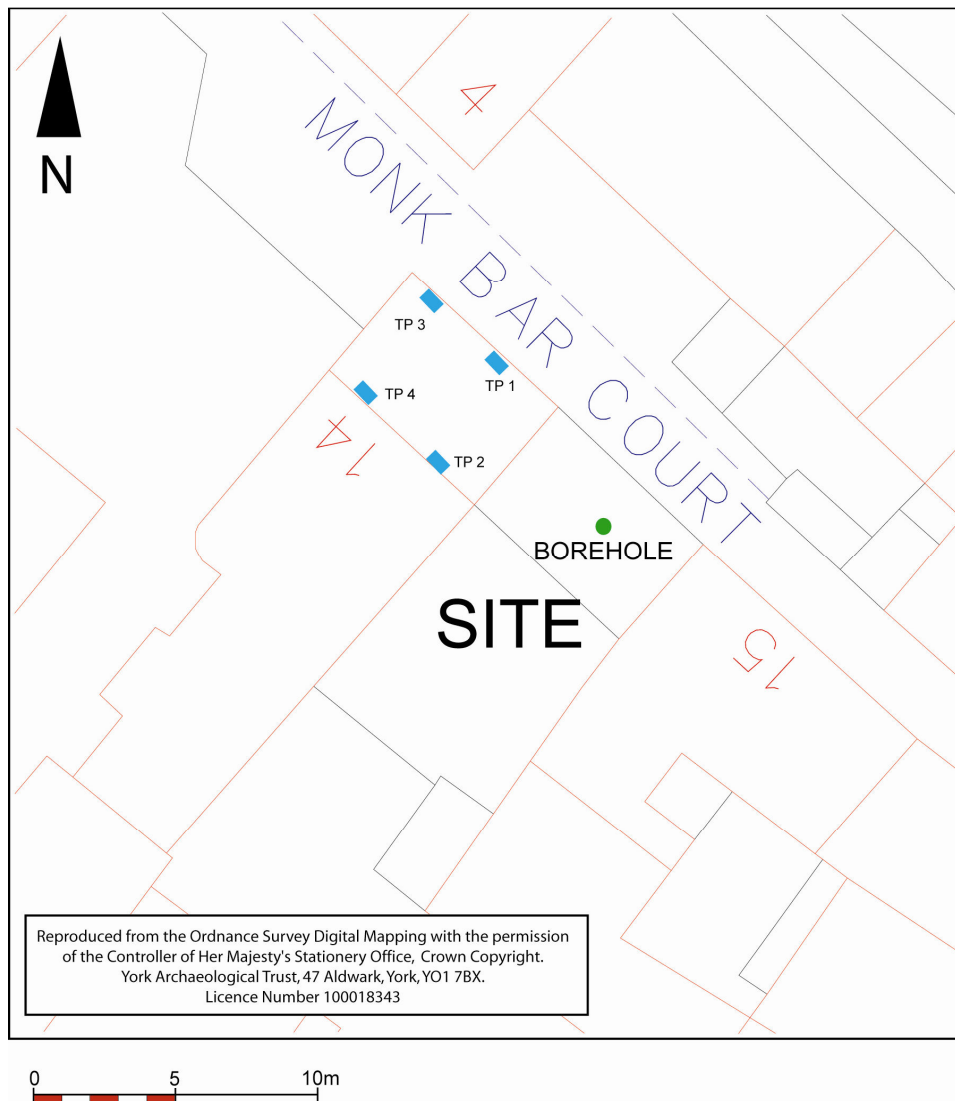 N
4
MONK BAR COURT
TP 3
TP 1
TP 4
14
TP 2
BOREHOLE
SITE
15
Reproduced from the Ordnance Survey Digital Mapping with the permission
of the Controller of Her Majesty's Stationery Office, Crown Copyright.
York Archaeological Trust, 47 Aldwark, York, YO1 7BX.
Licence Number 100018343
0 5 10m